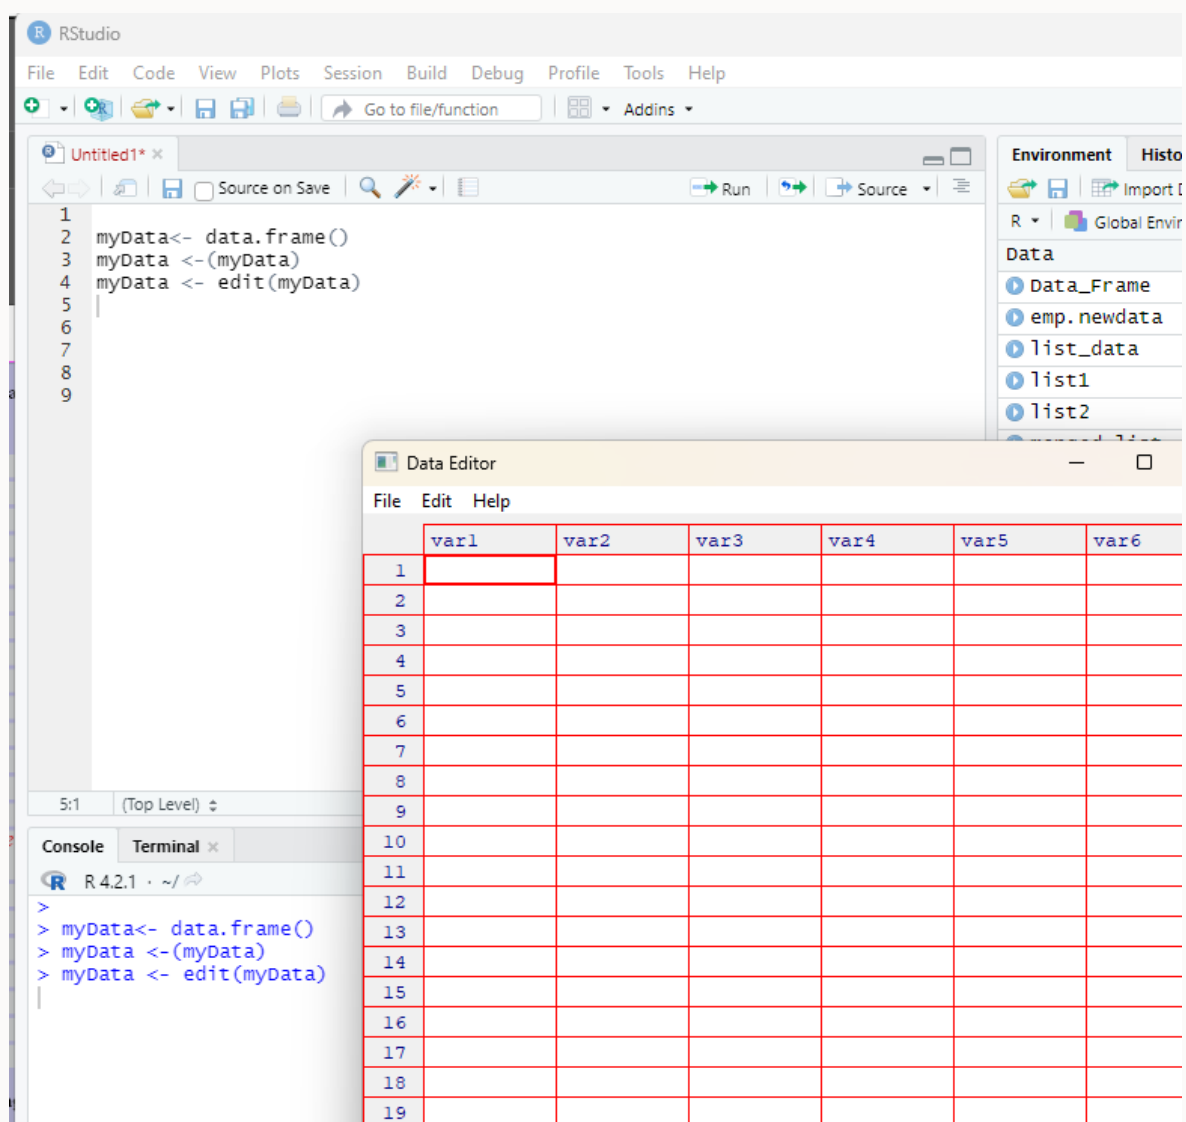 RStudio
File Edit Code View Plots Session Build Debug Profile Tools Help
Go to file/function Addins
Untitled1*
Environment
Source on Save Run Source
Import
R Global
Data
1
2 myData<- data.frame()
3 myData <-(myData)
4 myData <- edit(myData)
5
6
7
8
9
Data_Frame
emp.newdata
list_data
list1
list2
Data Editor
File Edit Help
var1 var2 var3 var4 var5 var6
1
2
3
4
5
6
7
8
9
10
11
12
13
14
15
16
17
18
19
5:1 (Top Level)
Console Terminal
R 4.2.1 · ~/
>
> myData<- data.frame()
> myData <-(myData)
> myData <- edit(myData)